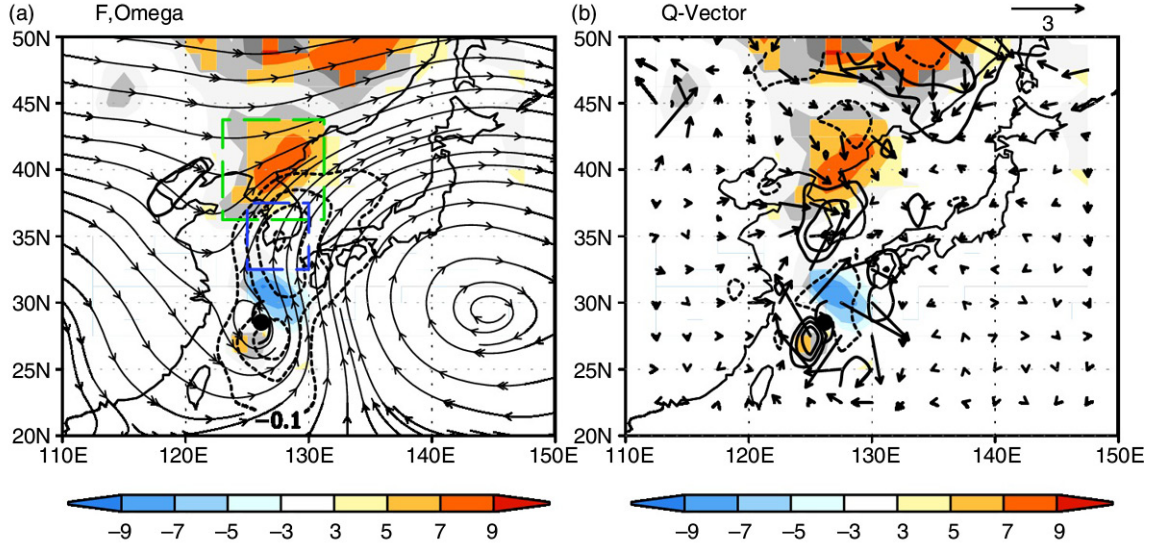 (a) F,Omega
50N
45N
40N
35N
30N
25N
20N
−0.1
110E 120E 130E 140E 150E
−9 −7 −5 −3 3 5 7 9
(b) Q-Vector
3
50N
45N
40N
35N
30N
25N
20N
110E 120E 130E 140E 150E
−9 −7 −5 −3 3 5 7 9